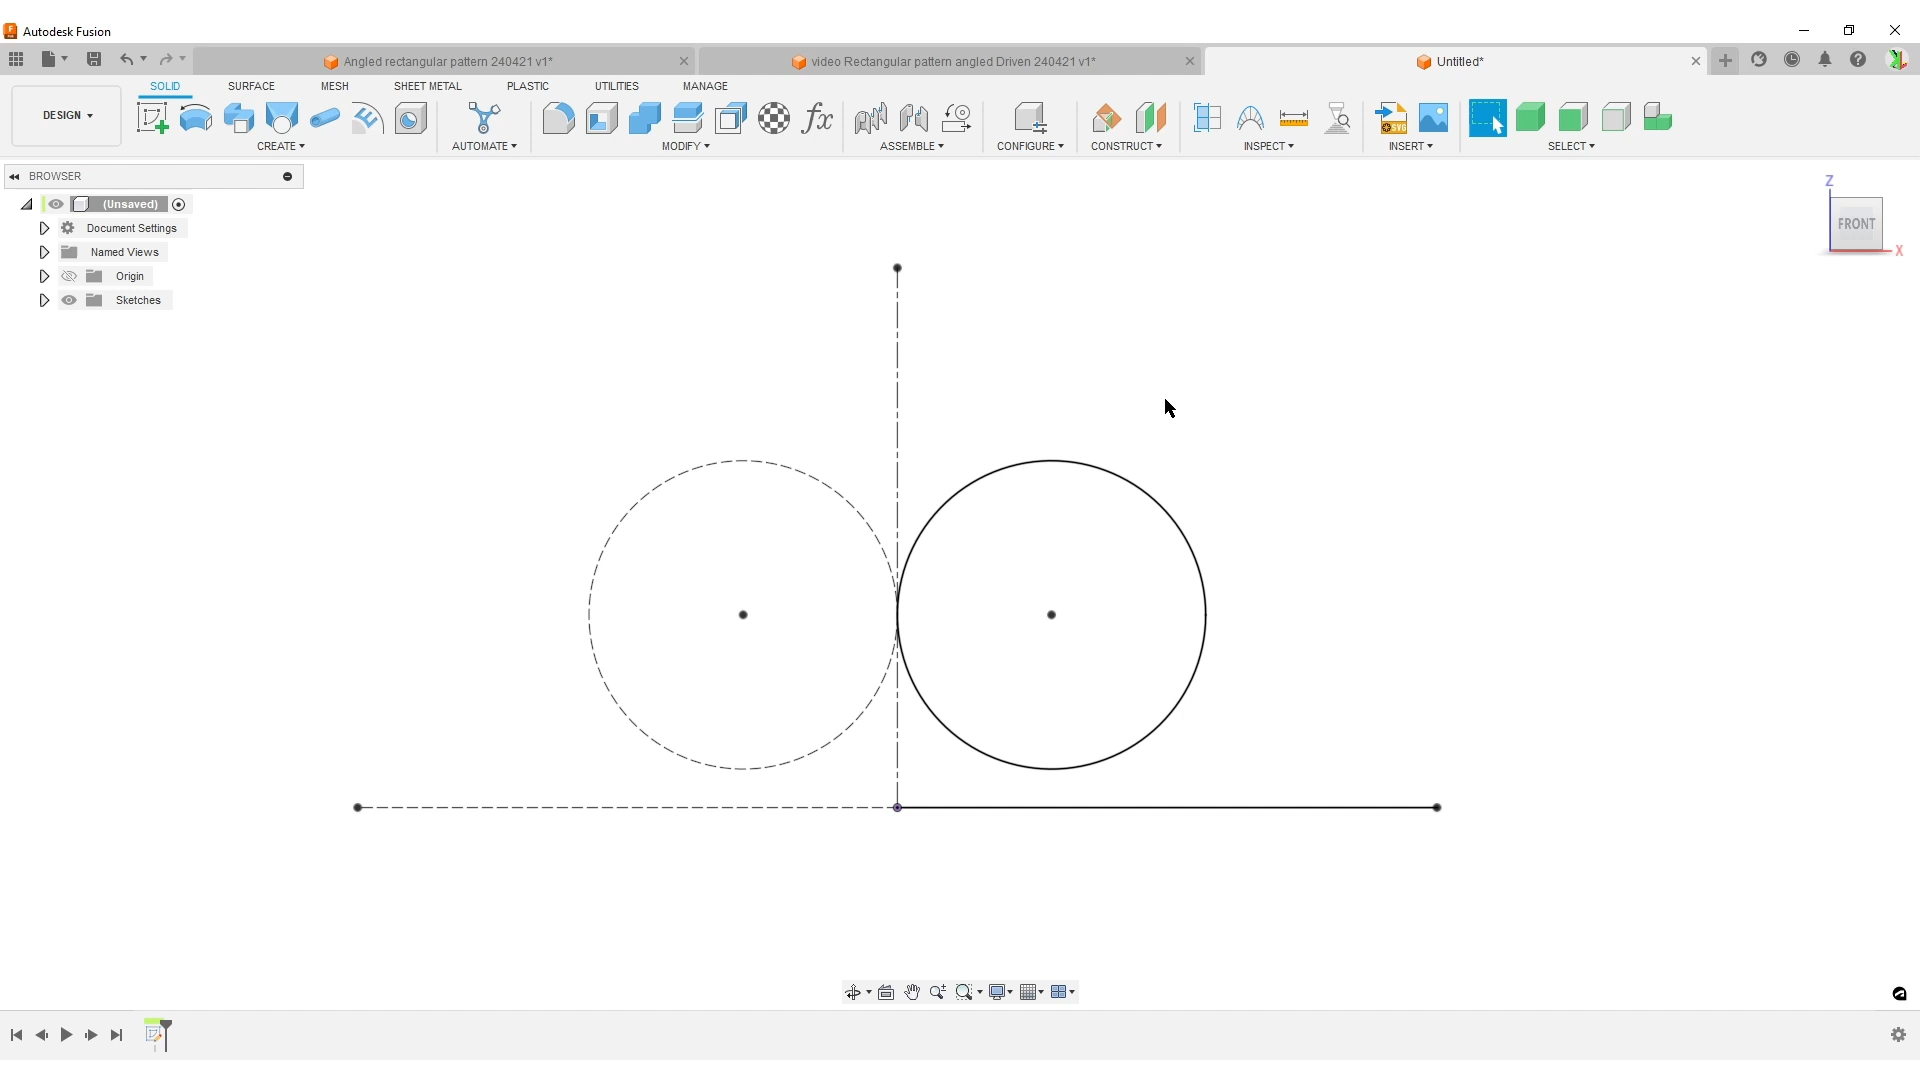 Autodesk Fusion
Angled rectangular pattern 240421 v1*
video Rectangular pattern angled Driven 240421 v1*
Untitled*
SOLID SURFACE MESH SHEET METAL PLASTIC UTILITIES MANAGE
DESIGN
fx
SVG
CREATE AUTOMATE MODIFY ASSEMBLE CONFIGURE CONSTRUCT INSPECT INSERT SELECT
BROWSER
(Unsaved)
Document Settings
Named Views
Origin
Sketches
Z
FRONT
X